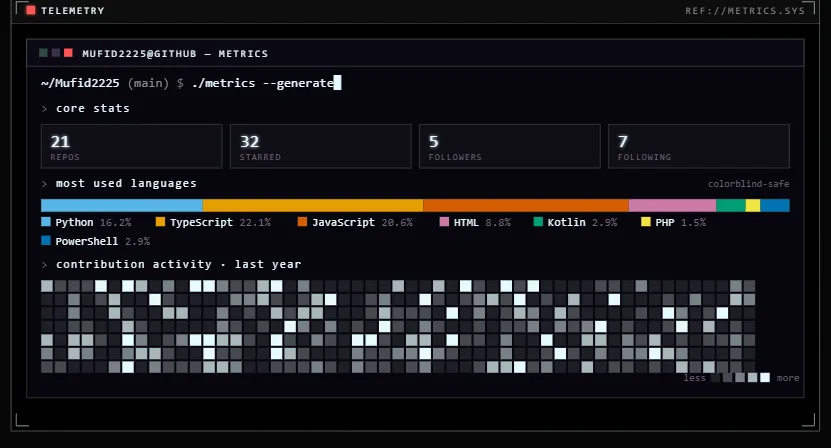 TELEMETRY REF://METRICS.SYS
MUFID2225@GITHUB — METRICS
~/Mufid2225 (main) $ ./metrics --generate
> core stats
21 32 5 7
REPOS STARRED FOLLOWERS FOLLOWING
> most used languages colorblind-safe
Python 16.2% TypeScript 22.1% JavaScript 20.6% HTML 8.8% Kotlin 2.9% PHP 1.5%
PowerShell 2.9%
> contribution activity · last year
less more